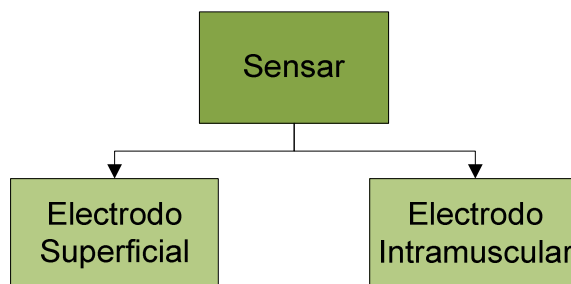 Sensar
Electrodo
Superficial
Electrodo
Intramuscular